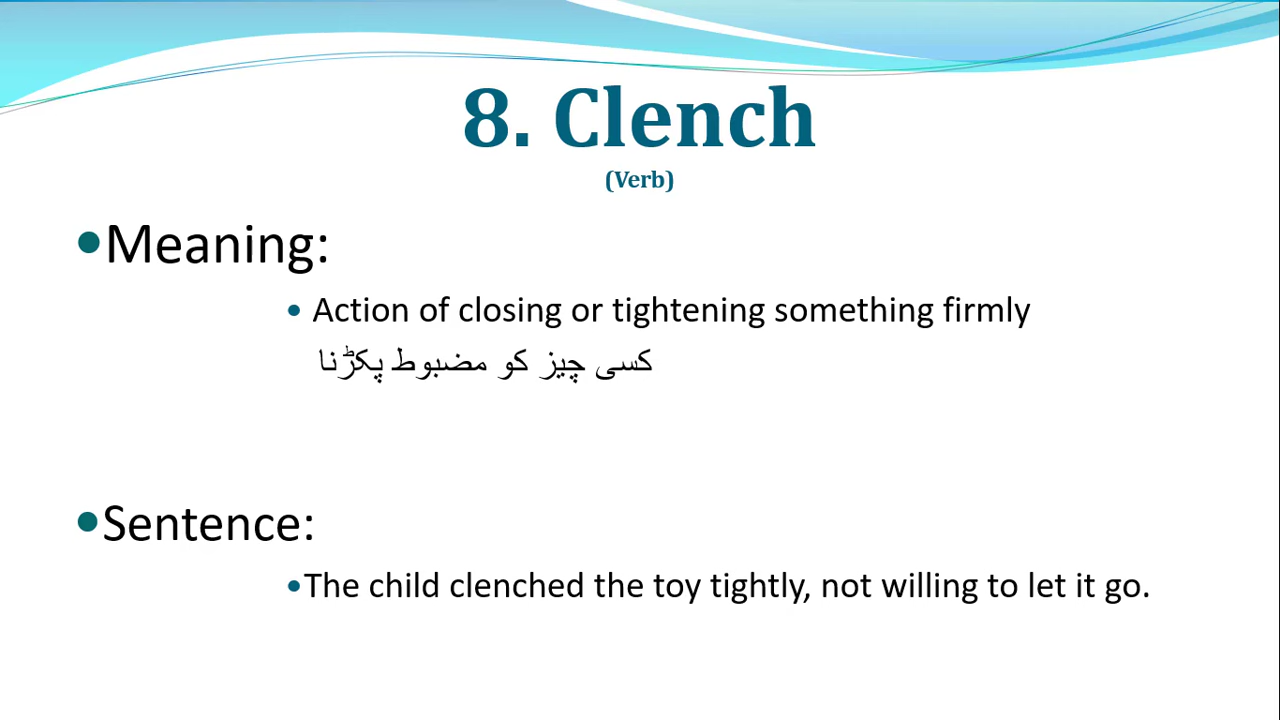 8. Clench
(Verb)
•Meaning:
• Action of closing or tightening something firmly
کسی چیز کو مضبوط پکڑنا
•Sentence:
•The child clenched the toy tightly, not willing to let it go.